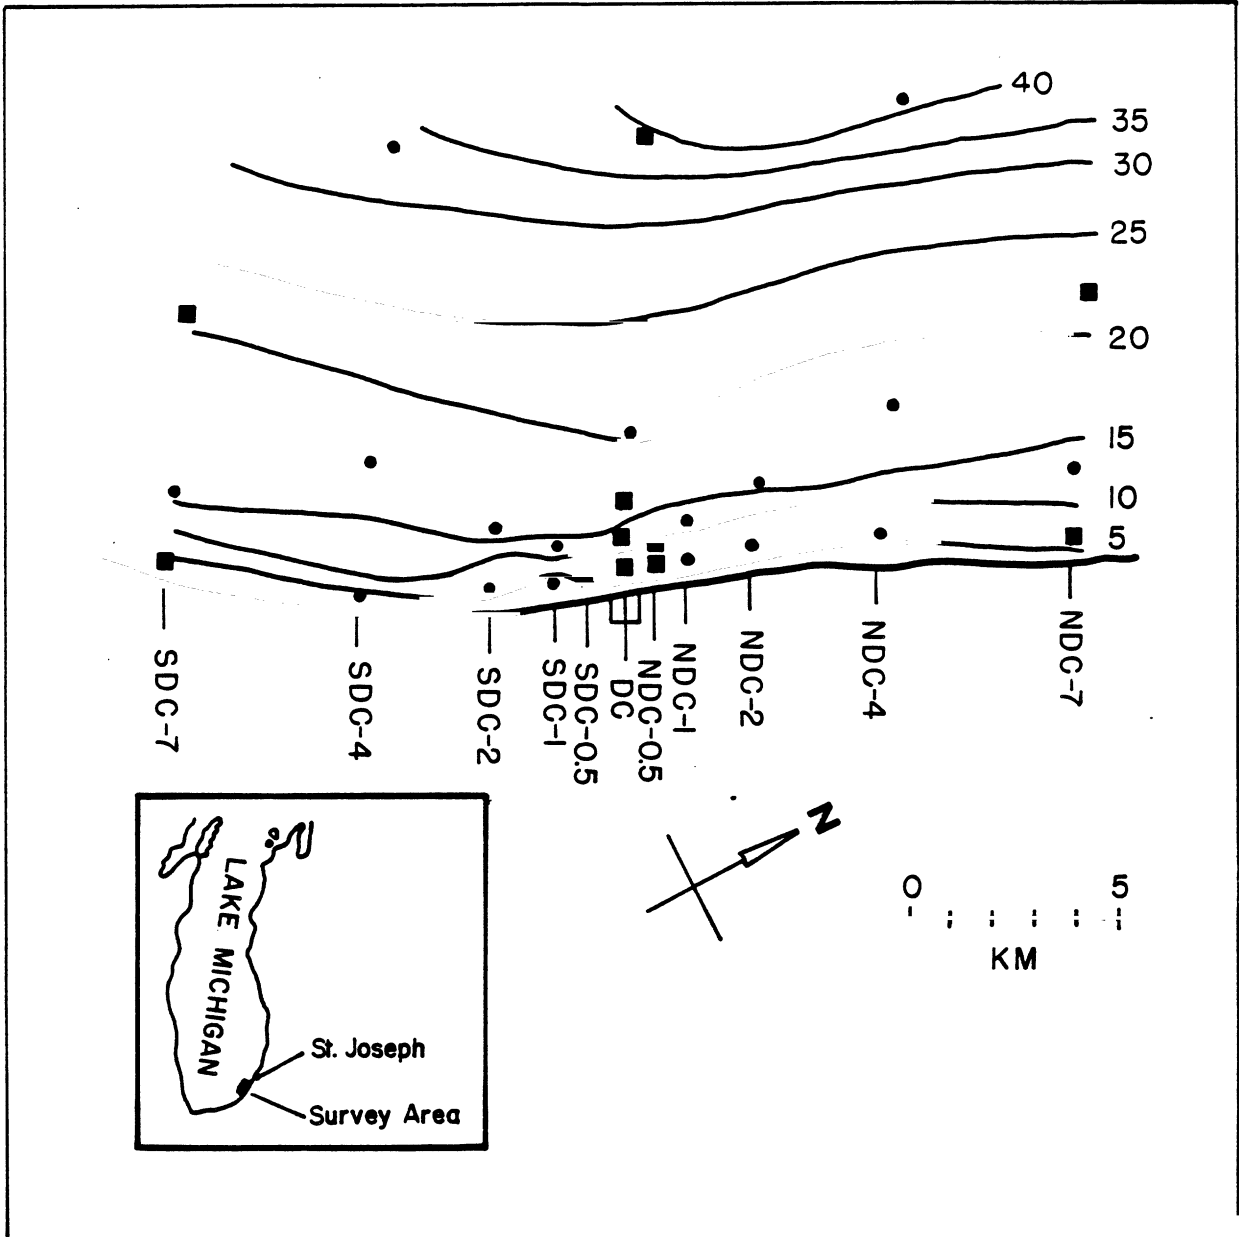 40
35
30
25
20
15
10
5
SDC-7
SDC-4
SDC-2
SDC-1
SDC-0.5
DC
NDC-0.5
NDC-1
NDC-2
NDC-4
NDC-7
N
0 5
KM
LAKE MICHIGAN
St. Joseph
Survey Area